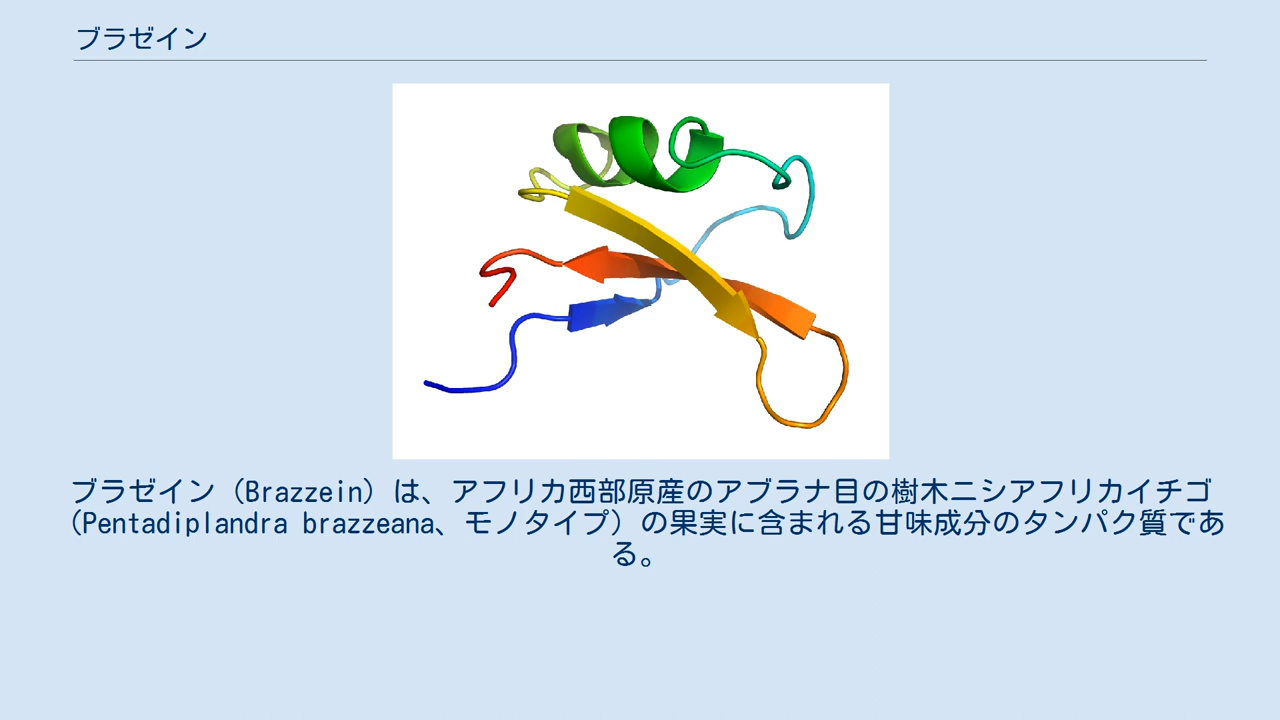 ブラゼイン
ブラゼイン（Brazzein）は、アフリカ西部原産のアブラナ目の樹木ニシアフリカイチゴ
(Pentadiplandra brazzeana、モノタイプ）の果実に含まれる甘味成分のタンパク質であ
る。